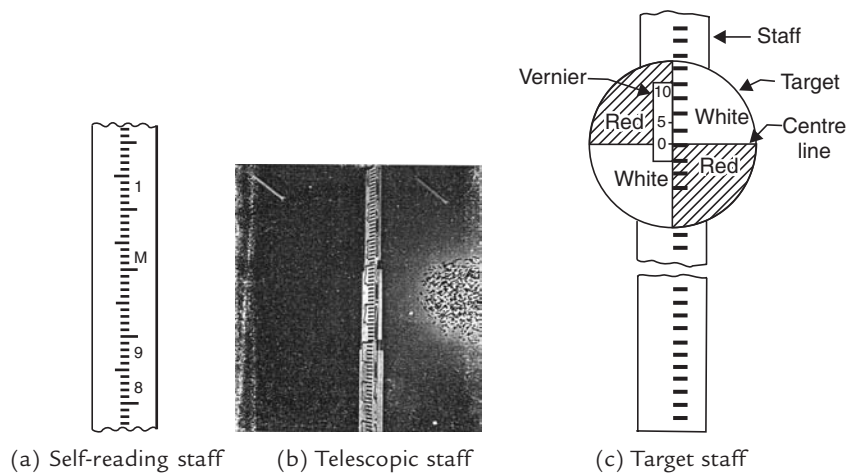 1
M
9
8
(a) Self-reading staff
(b) Telescopic staff
Staff
Vernier
Target
10
5
0
Red
White
Centre
line
White
Red
(c) Target staff